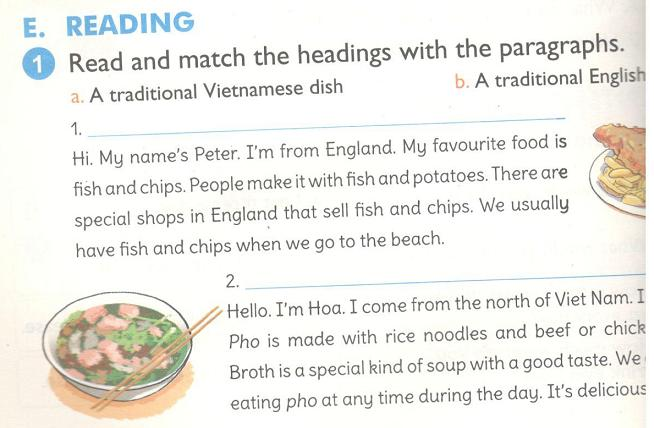 E. READING
1 Read and match the headings with the paragraphs.
a. A traditional Vietnamese dish b. A traditional English
1.
Hi. My name's Peter. I'm from England. My favourite food is
fish and chips. People make it with fish and potatoes. There are
special shops in England that sell fish and chips. We usually
have fish and chips when we go to the beach.
2.
Hello. I'm Hoa. I come from the north of Viet Nam. I
Pho is made with rice noodles and beef or chick
Broth is a special kind of soup with a good taste. We
eating pho at any time during the day. It's delicious